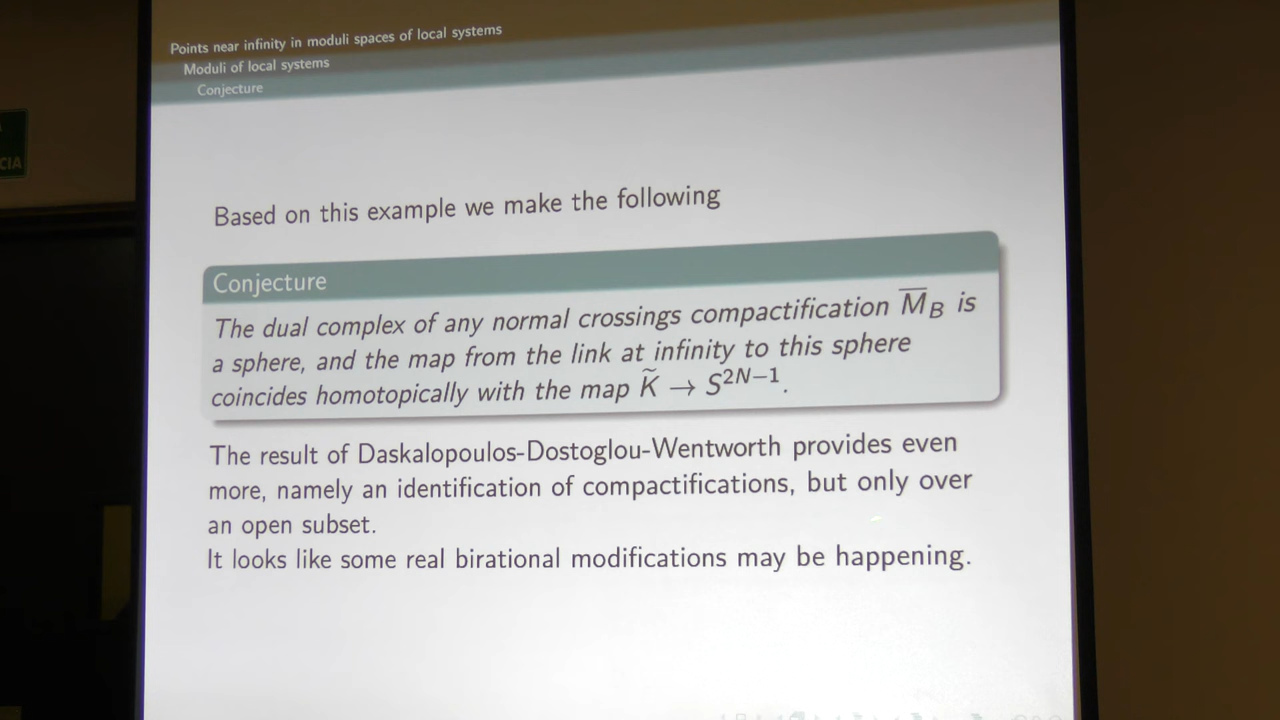 Points near infinity in moduli spaces of local systems
Moduli of local systems
Conjecture
CIA
Based on this example we make the following
Conjecture
The dual complex of any normal crossings compactification M̅_B is
a sphere, and the map from the link at infinity to this sphere
coincides homotopically with the map K̃ → S^{2N−1}.
The result of Daskalopoulos-Dostoglou-Wentworth provides even
more, namely an identification of compactifications, but only over
an open subset.
It looks like some real birational modifications may be happening.